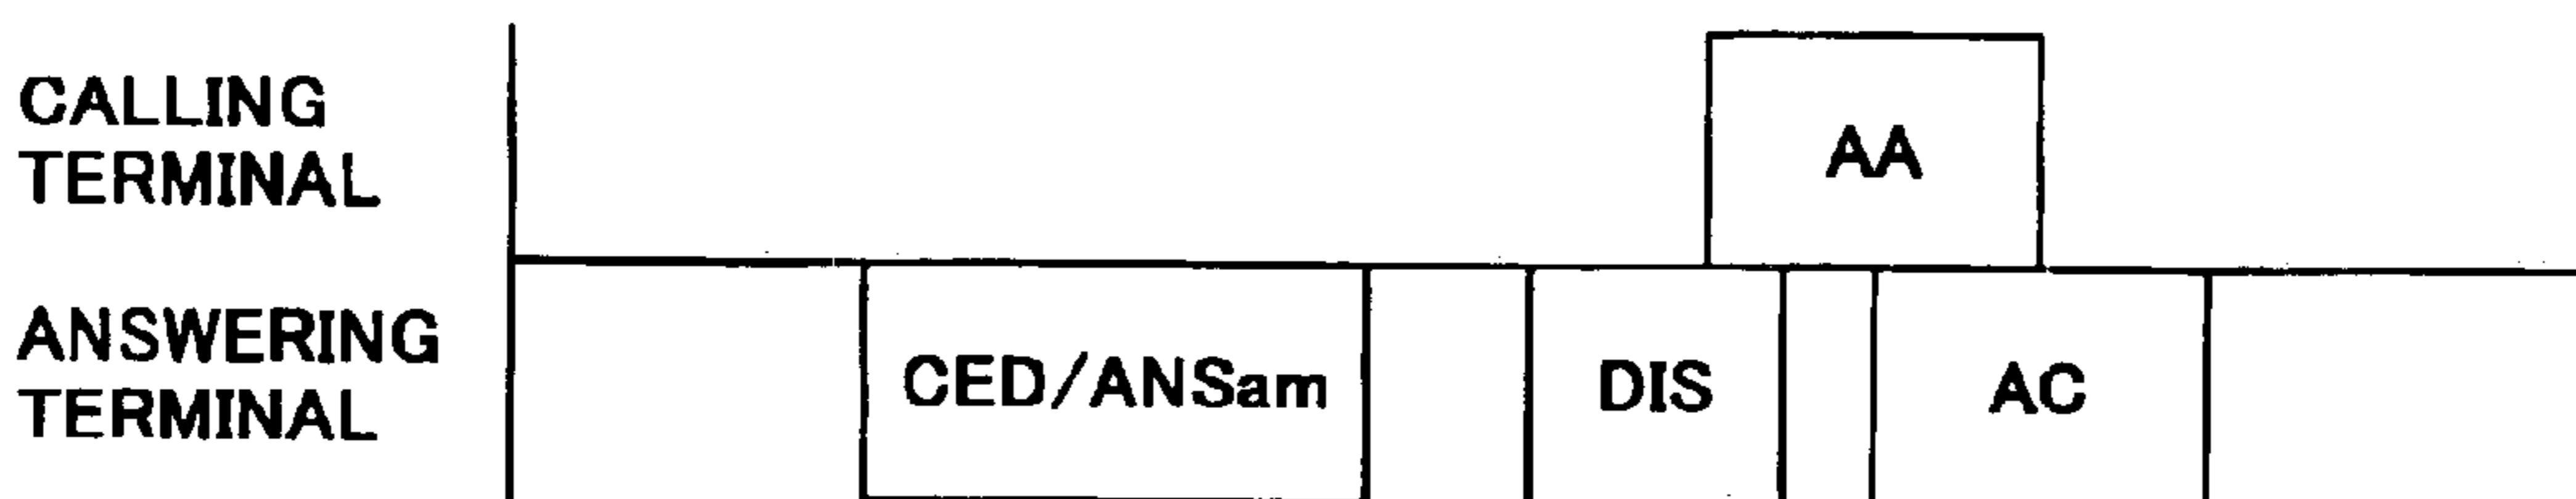 CALLING
TERMINAL
AA
ANSWERING
TERMINAL
CED/ANSam
DIS
AC